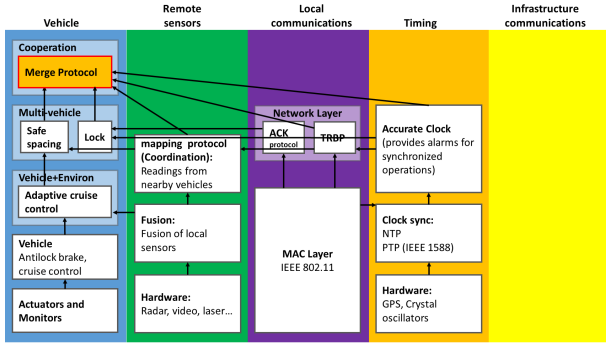 Vehicle
Remote
sensors
Local
communications
Timing
Infrastructure
communications
Cooperation
Merge Protocol
Multi-vehicle
Safe
spacing
Lock
Vehicle+Environ
Adaptive cruise
control
Vehicle
Antilock brake,
cruise control
Actuators and
Monitors
mapping protocol
(Coordination):
Readings from
nearby vehicles
Fusion:
Fusion of local
sensors
Hardware:
Radar, video, laser...
Network Layer
ACK
protocol
TRBP
MAC Layer
IEEE 802.11
Accurate Clock
(provides alarms for
synchronized
operations)
Clock sync:
NTP
PTP (IEEE 1588)
Hardware:
GPS, Crystal
oscillators